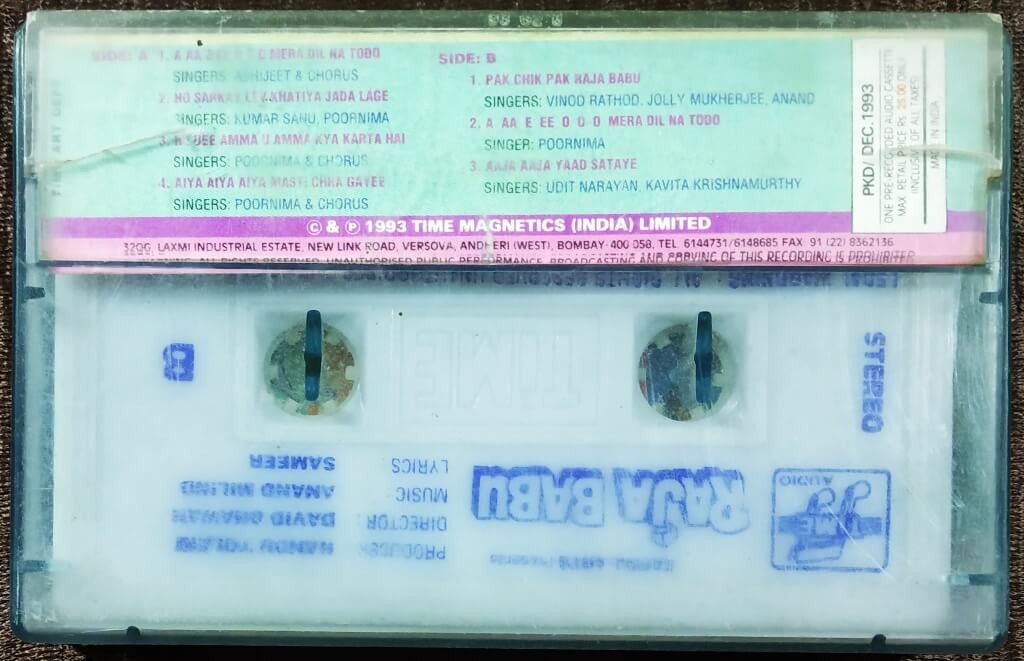 SIDE: A
1. A AA E EE O O O MERA DIL NA TODO
SINGERS: ABHIJEET & CHORUS
2. HO SARKAY LEY KHATIYA JADA LAGE
SINGERS: KUMAR SANU, POORNIMA
3. UEE AMMA U AMMA KYA KARTA HAI
SINGERS: POORNIMA & CHORUS
4. AIYA AIYA AIYA MASTI CHHA GAYEE
SINGERS: POORNIMA & CHORUS
SIDE: B
1. PAK CHIK PAK RAJA BABU
SINGERS: VINOD RATHOD, JOLLY MUKHERJEE, ANAND
2. A AA E EE O O O MERA DIL NA TODO
SINGER: POORNIMA
3. AAJA AAJA YAAD SATAYE
SINGERS: UDIT NARAYAN, KAVITA KRISHNAMURTHY
PKD/ DEC. 1993
ONE PRE-RECORDED AUDIO CASSETTE
MAX. RETAIL PRICE RS. 25.00 ONLY
(INCLUSIVE OF ALL TAXES)
MADE IN INDIA
© & ℗ 1993 TIME MAGNETICS (INDIA) LIMITED
LAXMI INDUSTRIAL ESTATE, NEW LINK ROAD, VERSOVA, ANDHERI (WEST), BOMBAY-400 058. TEL 6144731/6148685 FAX 91 (22) 8362136
WARNING. ALL RIGHTS RESERVED. UNAUTHORISED PUBLIC PERFORMANCE, BROADCASTING AND COPYING OF THIS RECORDING IS PROHIBITED
PRODUCER NANDU TOLANI
DIRECTOR: DAVID DHAWAN
MUSIC ANAND MILIND
LYRICS SAMEER
RAJA BABU
TIME
AUDIO
STEREO
B
TIME